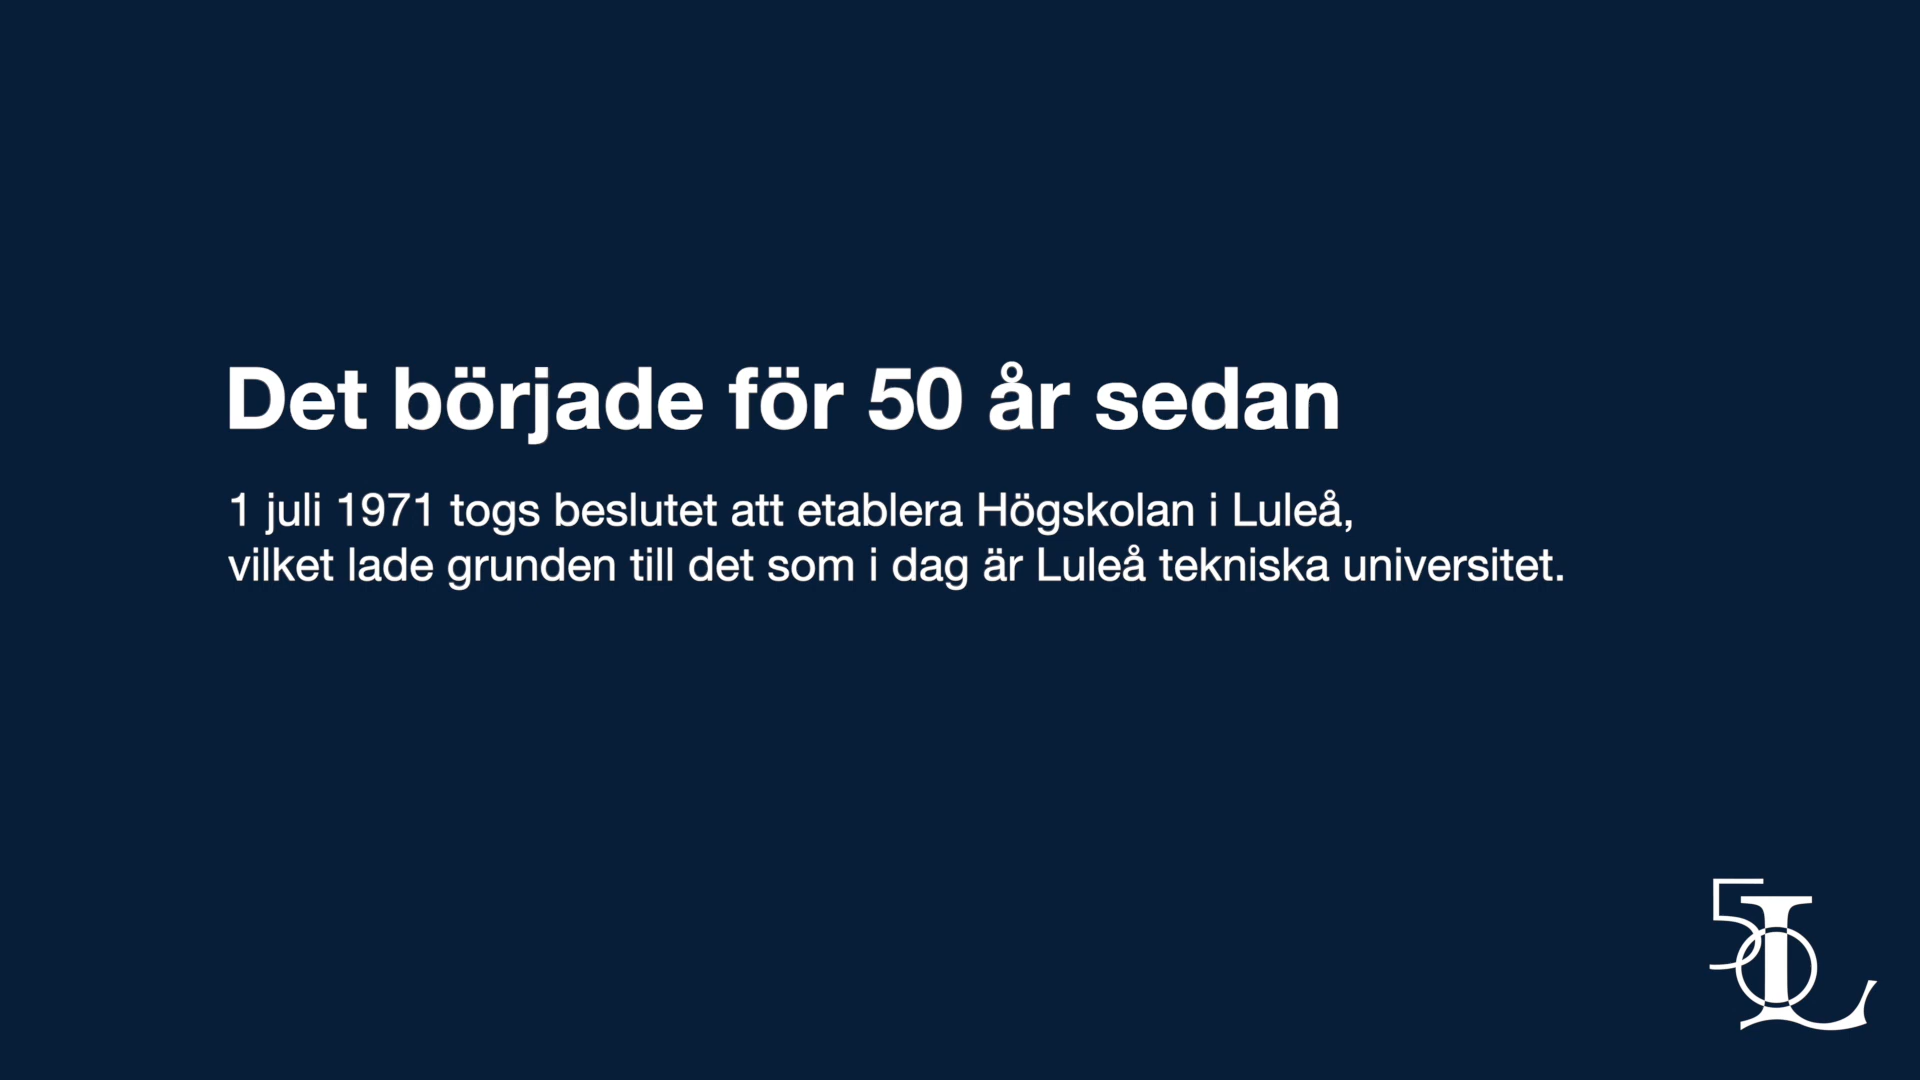 Det började för 50 år sedan
1 juli 1971 togs beslutet att etablera Högskolan i Luleå,
vilket lade grunden till det som i dag är Luleå tekniska universitet.
50 L